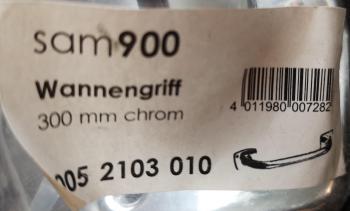 sam900
Wannengriff
300 mm chrom
4 011980 007282
005 2103 010